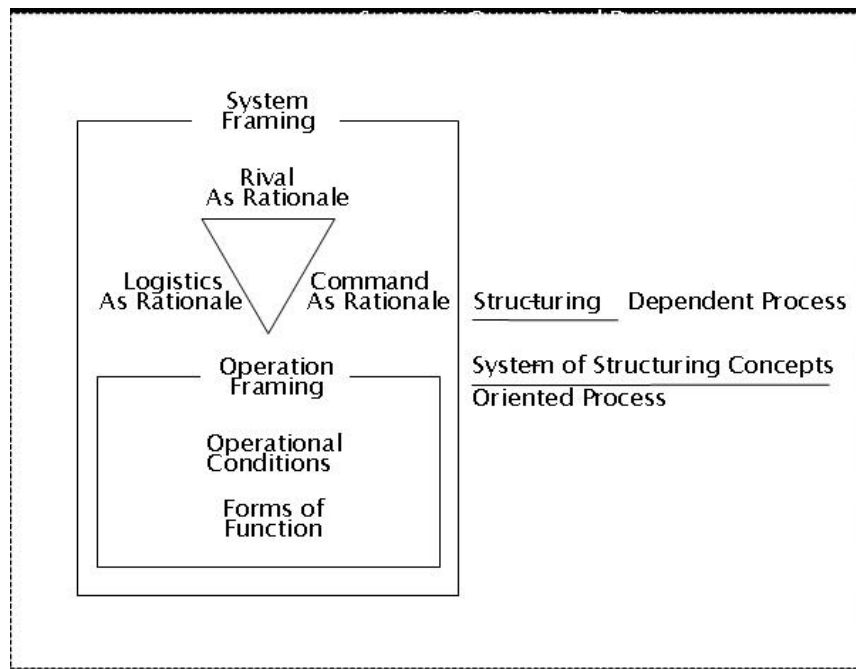 System
Framing
Rival
As Rationale
Logistics
As Rationale
Command
As Rationale
Operation
Framing
Operational
Conditions
Forms of
Function
Structuring Dependent Process
System of Structuring Concepts
Oriented Process